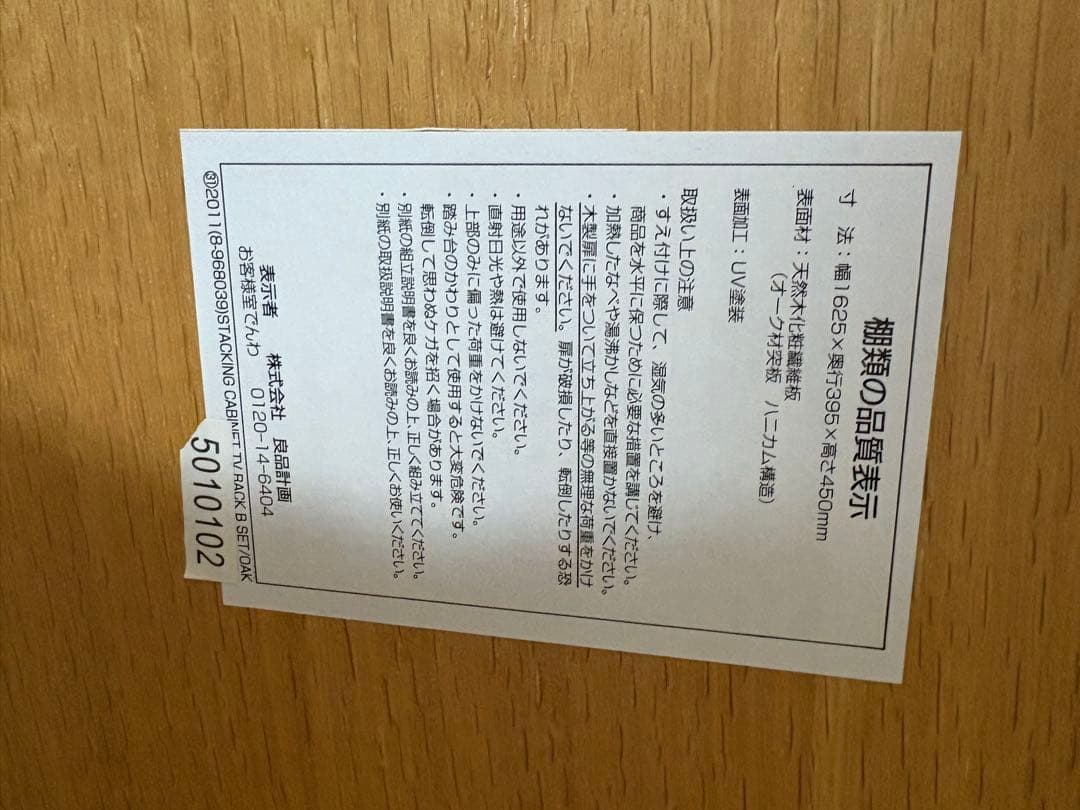 棚類の品質表示
寸 法：幅1625×奥行395×高さ450mm
表面材：天然木化粧繊維板
（オーク材突板 ハニカム構造）
表面加工：UV塗装
取扱い上の注意
・すえ付けに際して、湿気の多いところを避け、
商品を水平に保つために必要な措置を講じてください。
・加熱したなべや湯沸かしなどを直接置かないでください。
・木製扉に手をついて立ち上がる等の無理な荷重をかけ
ないでください。扉が破損したり、転倒したりする恐
れがあります。
・用途以外で使用しないでください。
・直射日光や熱は避けてください。
・上部のみに偏った荷重をかけないでください。
・踏み台のかわりとして使用すると大変危険です。
転倒して思わぬケガを招く場合があります。
・別紙の組立説明書を良くお読みの上、正しく組み立ててください。
・別紙の取扱説明書を良くお読みの上、正しくお使いください。
表示者 株式会社 良品計画
お客様室でんわ 0120-14-6404
㉛2011(8-968039)STACKING CABINET TV RACK B SET/OAK
5010102